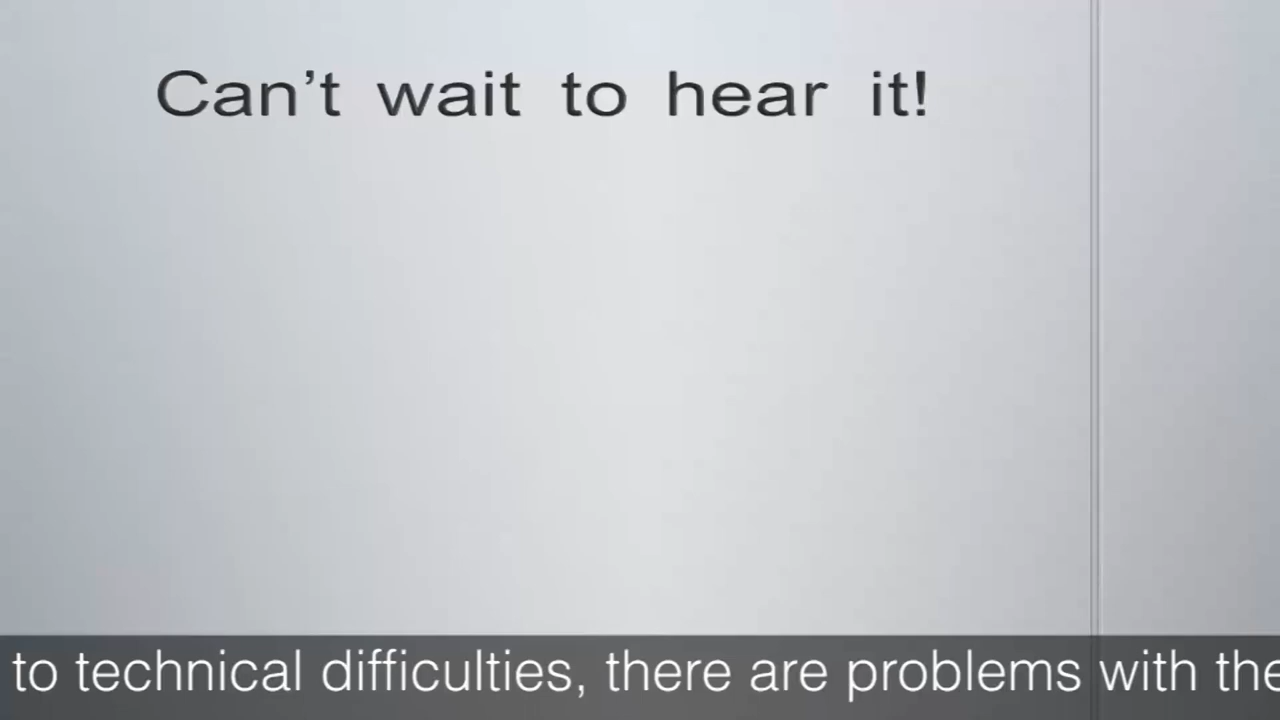 Can’t wait to hear it!
to technical difficulties, there are problems with the